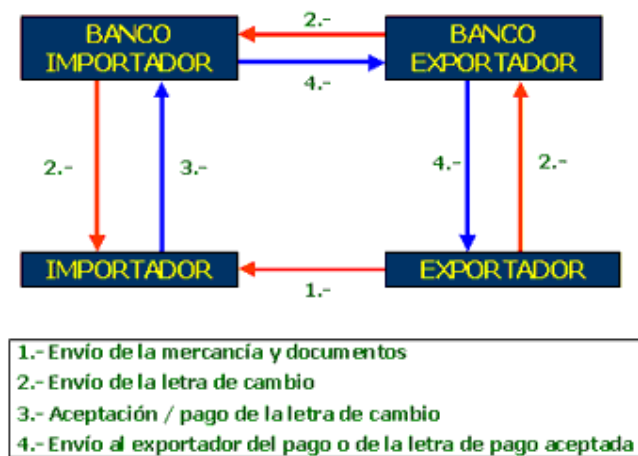 2.-
BANCO
IMPORTADOR
BANCO
EXPORTADOR
4.-
2.-
3.-
4.-
2.-
IMPORTADOR
EXPORTADOR
1.-
1.- Envío de la mercancía y documentos
2.- Envío de la letra de cambio
3.- Aceptación / pago de la letra de cambio
4.- Envío al exportador del pago o de la letra de pago aceptada